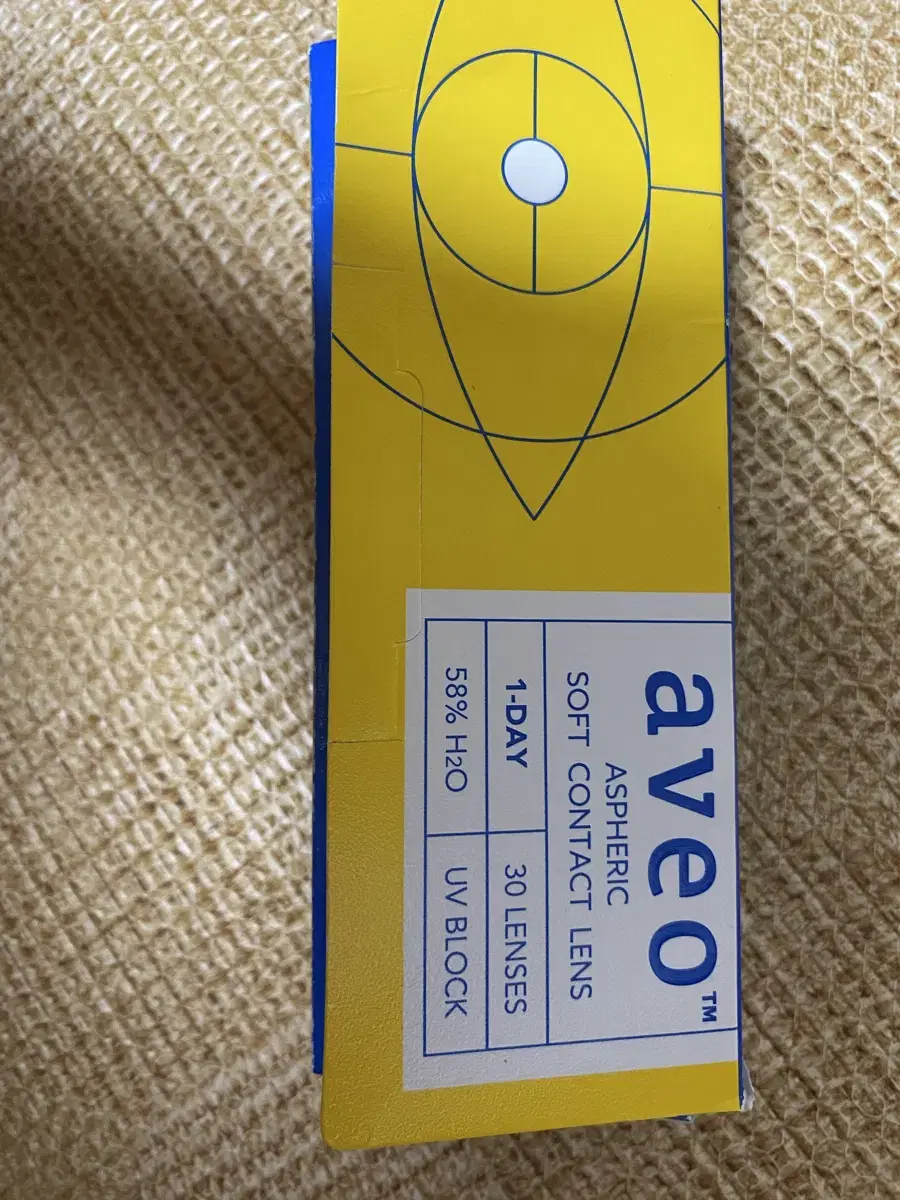 aveo™
ASPHERIC
SOFT CONTACT LENS
1-DAY
30 LENSES
58% H₂O
UV BLOCK